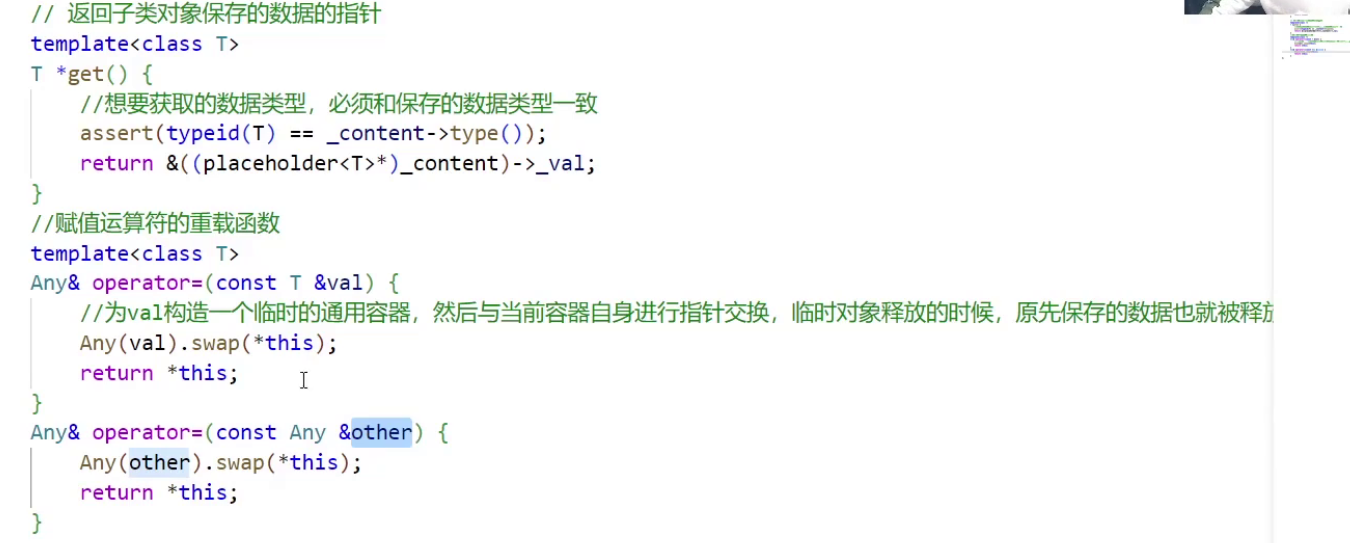 // 返回子类对象保存的数据的指针
template<class T>
T *get() {
//想要获取的数据类型，必须和保存的数据类型一致
assert(typeid(T) == _content->type());
return &((placeholder<T>*)_content)->_val;
}
//赋值运算符的重载函数
template<class T>
Any& operator=(const T &val) {
//为val构造一个临时的通用容器，然后与当前容器自身进行指针交换，临时对象释放的时候，原先保存的数据也就被释放
Any(val).swap(*this);
return *this;
}
Any& operator=(const Any &other) {
Any(other).swap(*this);
return *this;
}